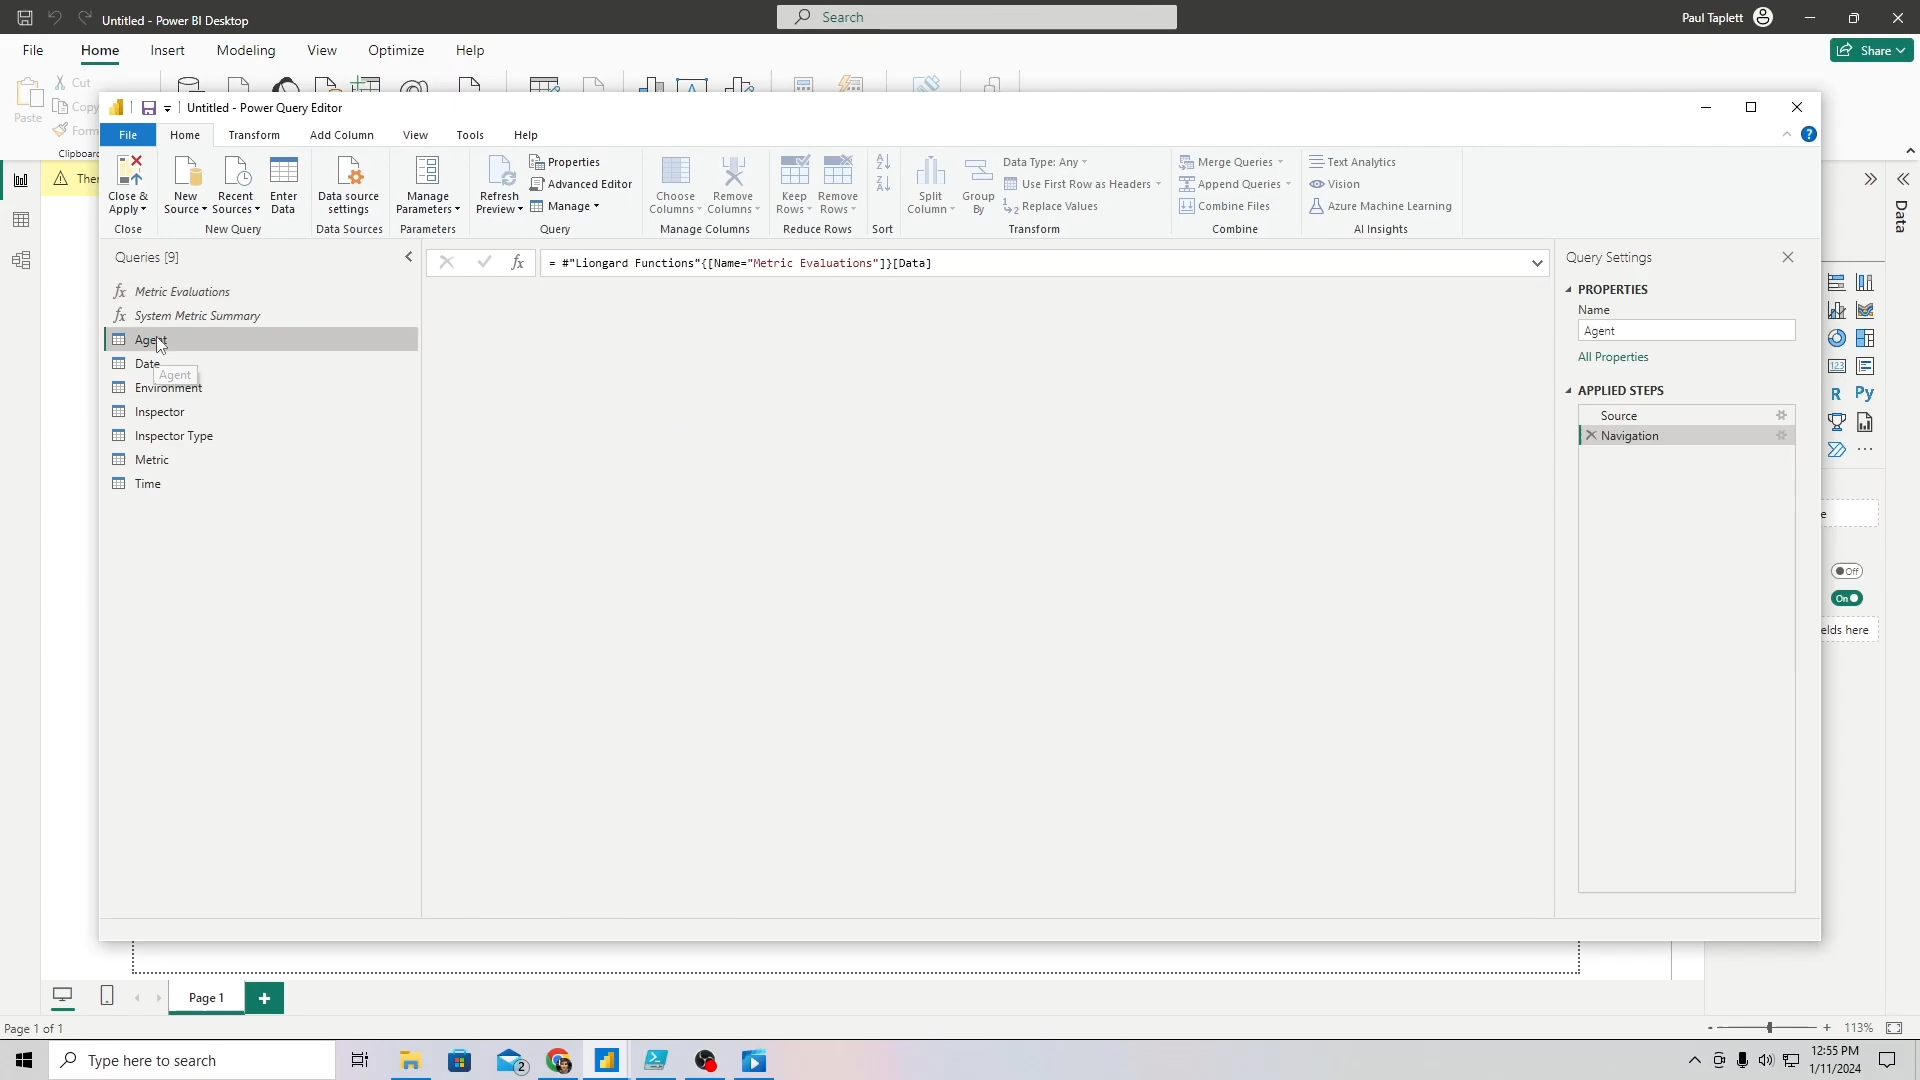 Untitled - Power BI Desktop
Search
Paul Taplett
File
Home
Insert
Modeling
View
Optimize
Help
Share
Paste
Cut
Copy
Form
Clipboard
Ther
Untitled - Power Query Editor
File
Home
Transform
Add Column
View
Tools
Help
Close & Apply
New Source
Recent Sources
Enter Data
Data source settings
Manage Parameters
Refresh Preview
Properties
Advanced Editor
Manage
Choose Columns
Remove Columns
Keep Rows
Remove Rows
Split Column
Group By
Data Type: Any
Use First Row as Headers
Replace Values
Merge Queries
Append Queries
Combine Files
Text Analytics
Vision
Azure Machine Learning
Close
New Query
Data Sources
Parameters
Query
Manage Columns
Reduce Rows
Sort
Transform
Combine
AI Insights
Queries [9]
= #"Liongard Functions"{[Name="Metric Evaluations"]}[Data]
Metric Evaluations
System Metric Summary
Agent
Date
Agent
Environment
Inspector
Inspector Type
Metric
Time
Query Settings
PROPERTIES
Name
Agent
All Properties
APPLIED STEPS
Source
Navigation
Data
123
R
Py
e
Off
On
elds here
Page 1
Page 1 of 1
113%
Type here to search
2
12:55 PM
1/11/2024